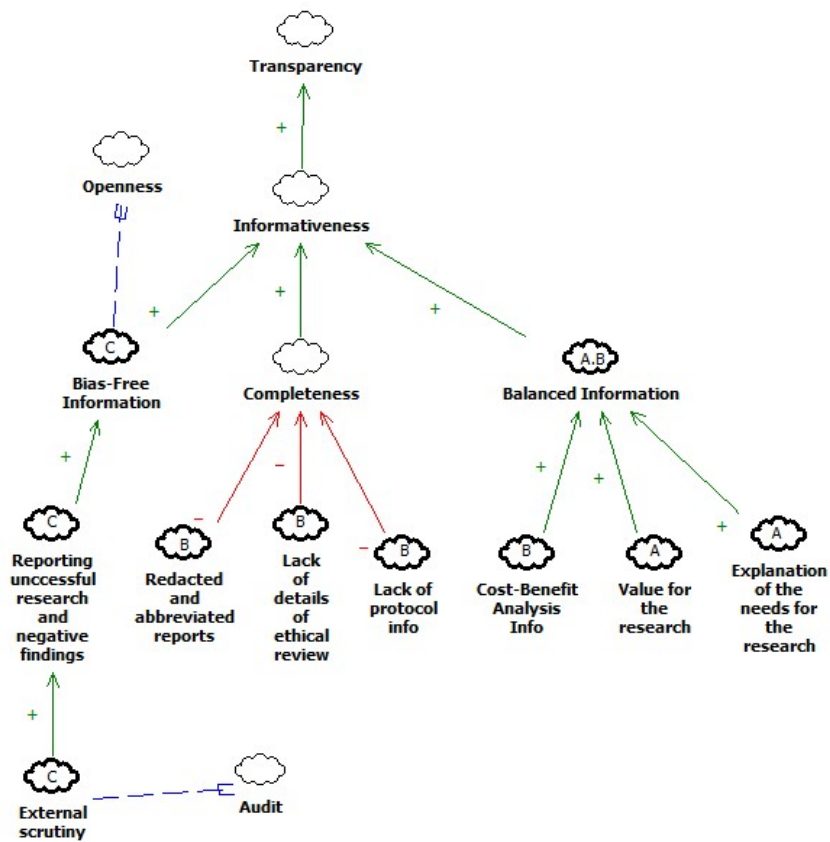 Transparency
+
Openness
Informativeness
+
+
+
C
Bias-Free
Information
Completeness
A.B
Balanced Information
+
−
−
−
+
+
+
C
Reporting
unccessful
research
and
negative
findings
B
Redacted
and
abbreviated
reports
B
Lack
of
details
of
ethical
review
B
Lack of
protocol
info
B
Cost-Benefit
Analysis
Info
A
Value for
the
research
A
Explanation
of the
needs for
the
research
+
C
External
scrutiny
Audit